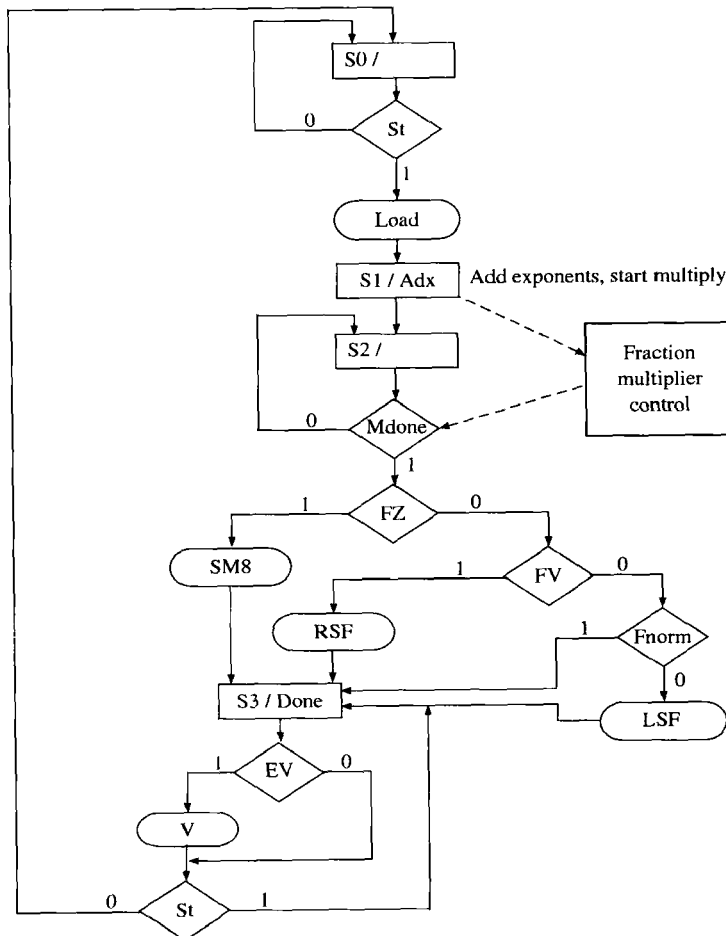 S0 /
0
St
1
Load
S1 / Adx
Add exponents, start multiply
S2 /
Fraction
multiplier
control
0
Mdone
1
1
FZ
0
SM8
1
FV
0
RSF
1
Fnorm
0
S3 / Done
LSF
1
EV
0
V
0
St
1